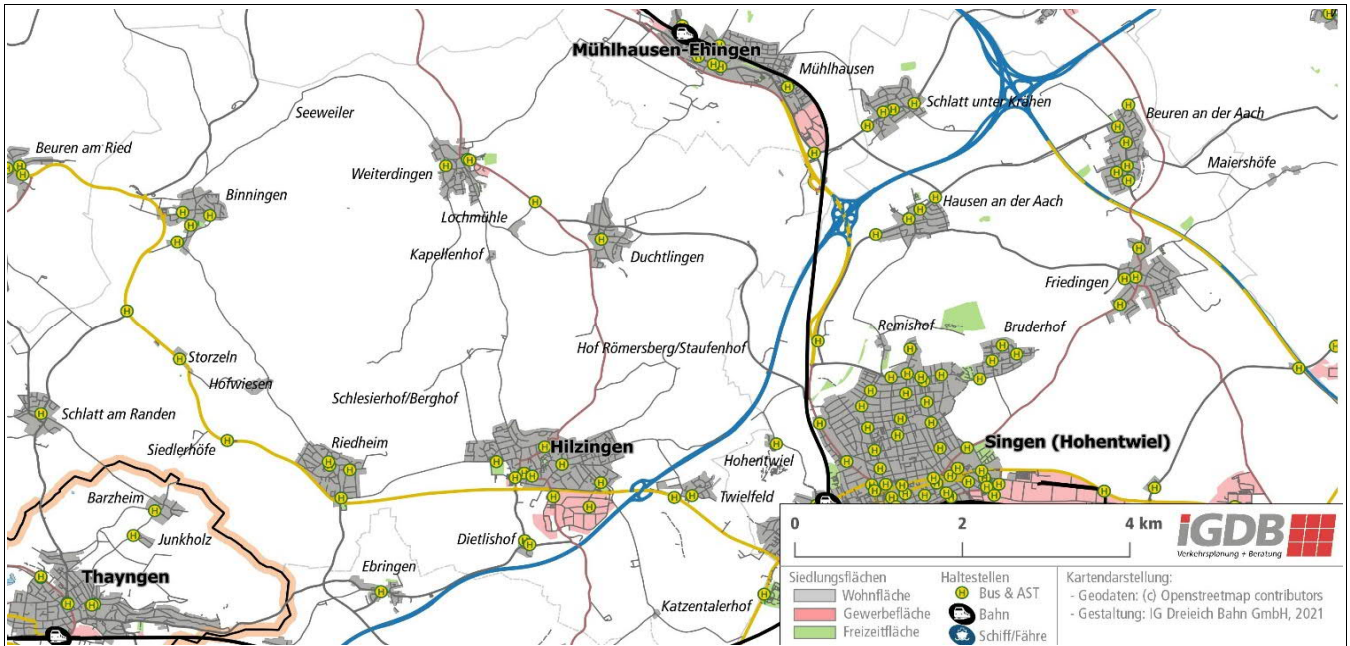 Mühlhausen-Ehingen
Mühlhausen
Schlatt unter Krähen
Beuren an der Aach
Seeweiler
Beuren am Ried
Weiterdingen
Maiershöfe
Binningen
Hausen an der Aach
Lochmühle
Kapellenhof
Duchtlingen
Friedingen
Remishof
Bruderhof
Hof Römersberg/Staufenhof
Storzeln
Hofwiesen
Schlesierhof/Berghof
Schlatt am Randen
Siedlerhöfe
Riedheim
Hilzingen
Singen (Hohentwiel)
Hohentwiel
Barzheim
Twielfeld
Junkholz
Dietlishof
Thayngen
Ebringen
Katzentalerhof
0 2 4 km
iGDB
Verkehrsplanung + Beratung
Siedlungsflächen
Wohnfläche
Gewerbefläche
Freizeitfläche
Haltestellen
H Bus & AST
Bahn
Schiff/Fähre
Kartendarstellung:
- Geodaten: (c) Openstreetmap contributors
- Gestaltung: IG Dreieich Bahn GmbH, 2021